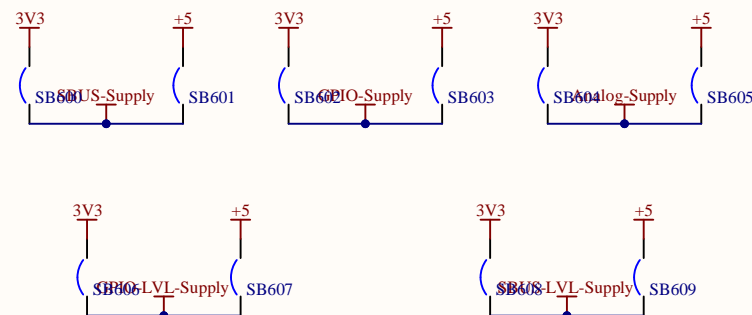 3V3 +5 3V3 +5 3V3 +5
SB600 SBUS-Supply SB601 SB602 GPIO-Supply SB603 SB604 Analog-Supply SB605
3V3 +5 3V3 +5
SB606 GPIO-LVL-Supply SB607 SB608 SBUS-LVL-Supply SB609